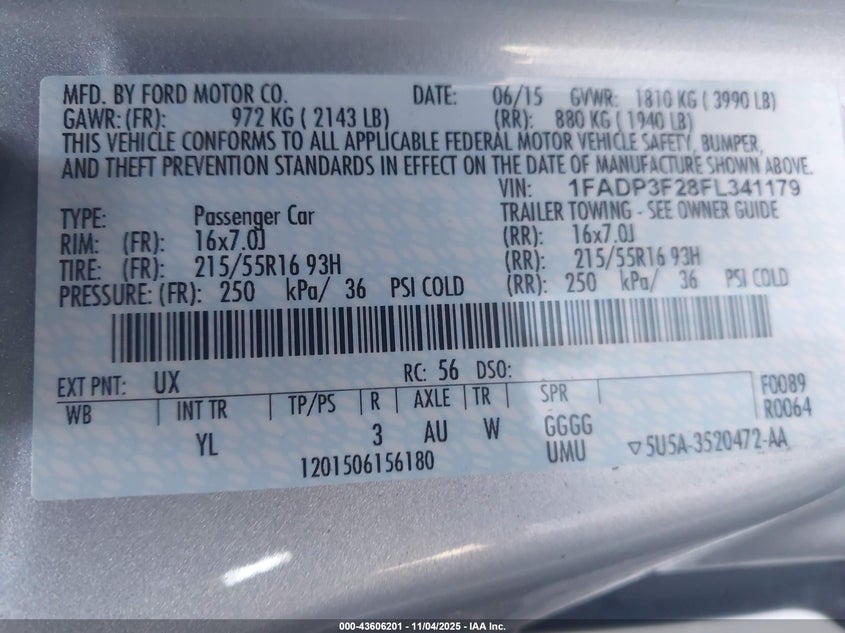 MFD. BY FORD MOTOR CO. DATE: 06/15 GVWR: 1810 KG ( 3990 LB)
GAWR: (FR): 972 KG ( 2143 LB) (RR): 880 KG ( 1940 LB)
THIS VEHICLE CONFORMS TO ALL APPLICABLE FEDERAL MOTOR VEHICLE SAFETY, BUMPER,
AND THEFT PREVENTION STANDARDS IN EFFECT ON THE DATE OF MANUFACTURE SHOWN ABOVE.
VIN: 1FADP3F28FL341179
TYPE: Passenger Car TRAILER TOWING - SEE OWNER GUIDE
RIM: (FR): 16x7.0J (RR): 16x7.0J
TIRE: (FR): 215/55R16 93H (RR): 215/55R16 93H
PRESSURE: (FR): 250 kPa/ 36 PSI COLD (RR): 250 kPa/ 36 PSI COLD
EXT PNT: UX RC: 56 DSO:
WB INT TR TP/PS R AXLE TR SPR F0089
R0064
YL 3 AU W GGGG
UMU ▽5U5A-3520472-AA
1201506156180
000-43606201 - 11/04/2025 - IAA Inc.